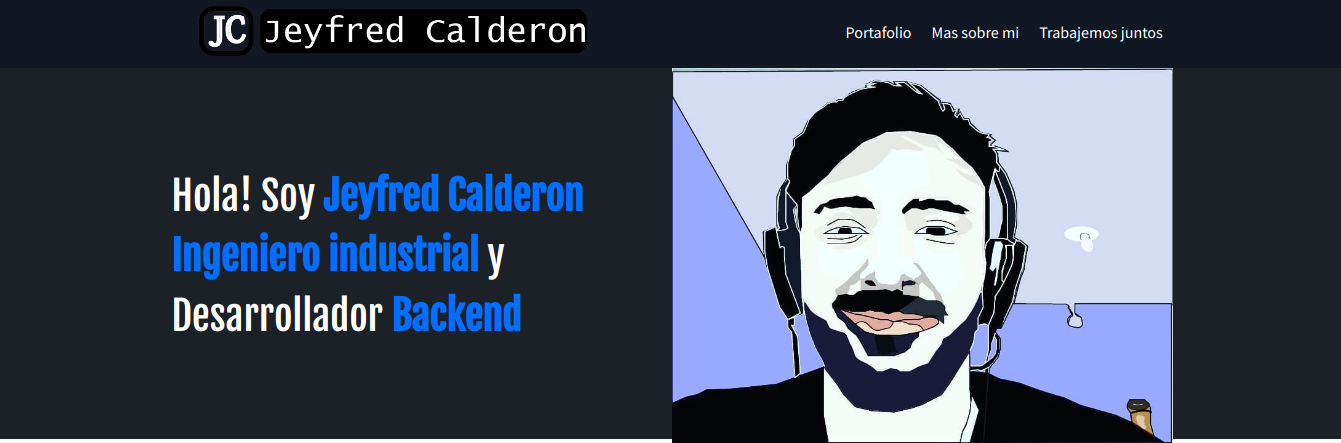 JC Jeyfred Calderon
Portafolio Mas sobre mi Trabajemos juntos
Hola! Soy Jeyfred Calderon
Ingeniero industrial y
Desarrollador Backend